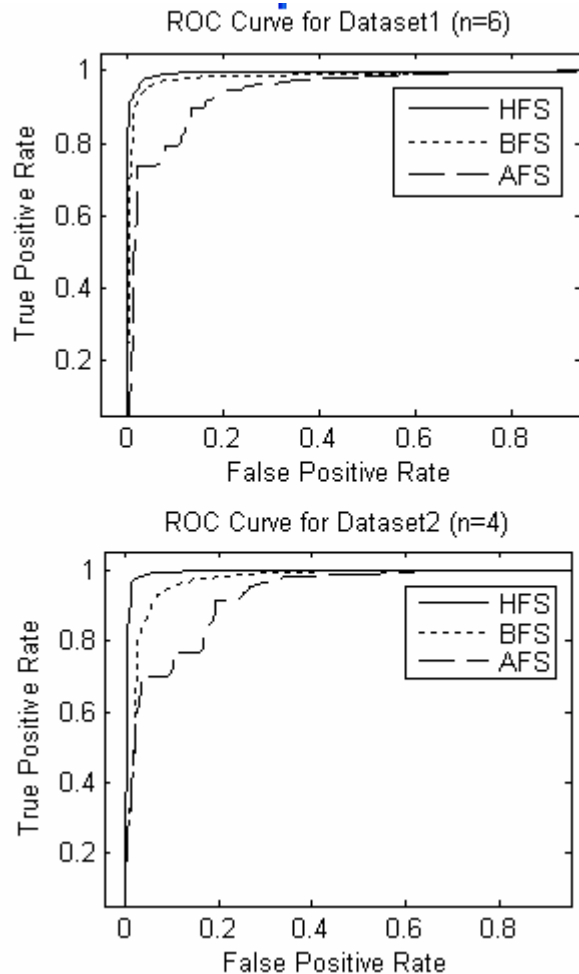 ROC Curve for Dataset1 (n=6)
1
0.8
0.6
0.4
0.2
True Positive Rate
HFS
BFS
AFS
0 0.2 0.4 0.6 0.8
False Positive Rate
ROC Curve for Dataset2 (n=4)
1
0.8
0.6
0.4
0.2
True Positive Rate
HFS
BFS
AFS
0 0.2 0.4 0.6 0.8
False Positive Rate